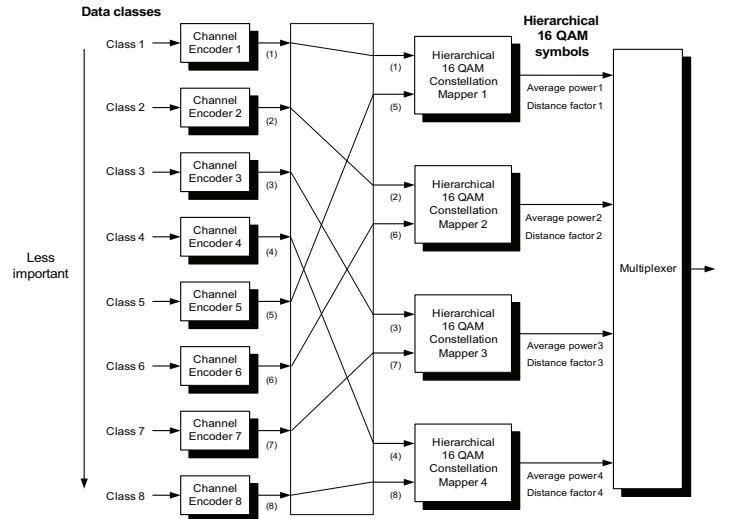 Data classes
Hierarchical
16 QAM
symbols
Class 1
Channel
Encoder 1
(1)
(1)
Hierarchical
16 QAM
Constellation
Mapper 1
Average power1
Distance factor 1
(5)
Class 2
Channel
Encoder 2
(2)
Class 3
Channel
Encoder 3
(3)
(2)
Hierarchical
16 QAM
Constellation
Mapper 2
Average power2
Distance factor 2
(6)
Class 4
Channel
Encoder 4
(4)
Less
important
Multiplexer
Class 5
Channel
Encoder 5
(5)
(3)
Hierarchical
16 QAM
Constellation
Mapper 3
Average power3
Distance factor 3
(7)
Class 6
Channel
Encoder 6
(6)
Class 7
Channel
Encoder 7
(7)
(4)
Hierarchical
16 QAM
Constellation
Mapper 4
Average power4
Distance factor 4
(8)
Class 8
Channel
Encoder 8
(8)